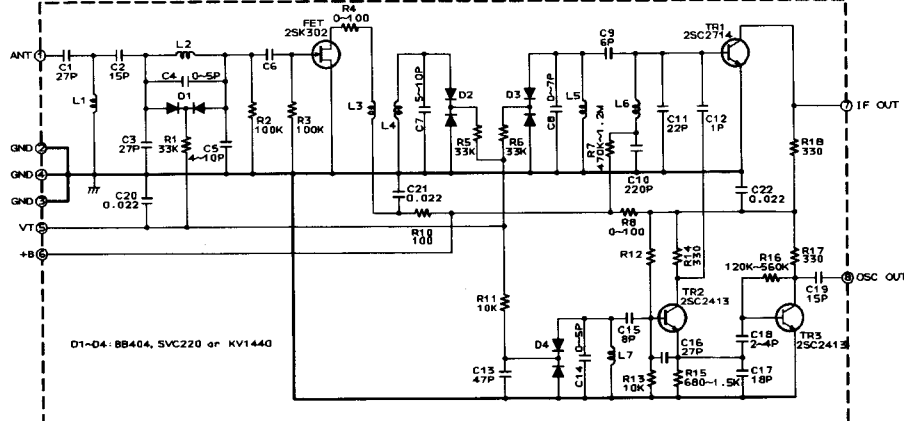 FET
2SK302
R4
0~100
ANT 1
C1
27P
C2
15P
L2
C4 0~5P
D1
C6
L1
R1
33K
C3
27P
C5
4~10P
R2
100K
R3
100K
L3
L4
C7 5~10P
D2
R5
33K
D3
R6
33K
C8 0~7P
C9
6P
L5
L6
R7
470K~1.2M
C10
220P
C11
22P
C12
1P
TR1
2SC2714
7 IF OUT
R18
330
GND 2
GND 4
GND 3
VT 5
+B 6
C20
0.022
C21
0.022
R10
100
R8
0~100
C22
0.022
R12
R14
330
R17
330
R16
120K~560K
8 OSC OUT
C19
15P
TR2
2SC2413
TR3
2SC2413
R11
10K
D4
C13
47P
C14 0~5P
L7
C15
8P
C16
27P
R13
10K
R15
680~1.5K
C18
2~4P
C17
18P
D1~D4: BB404, SVC220 or KV1440